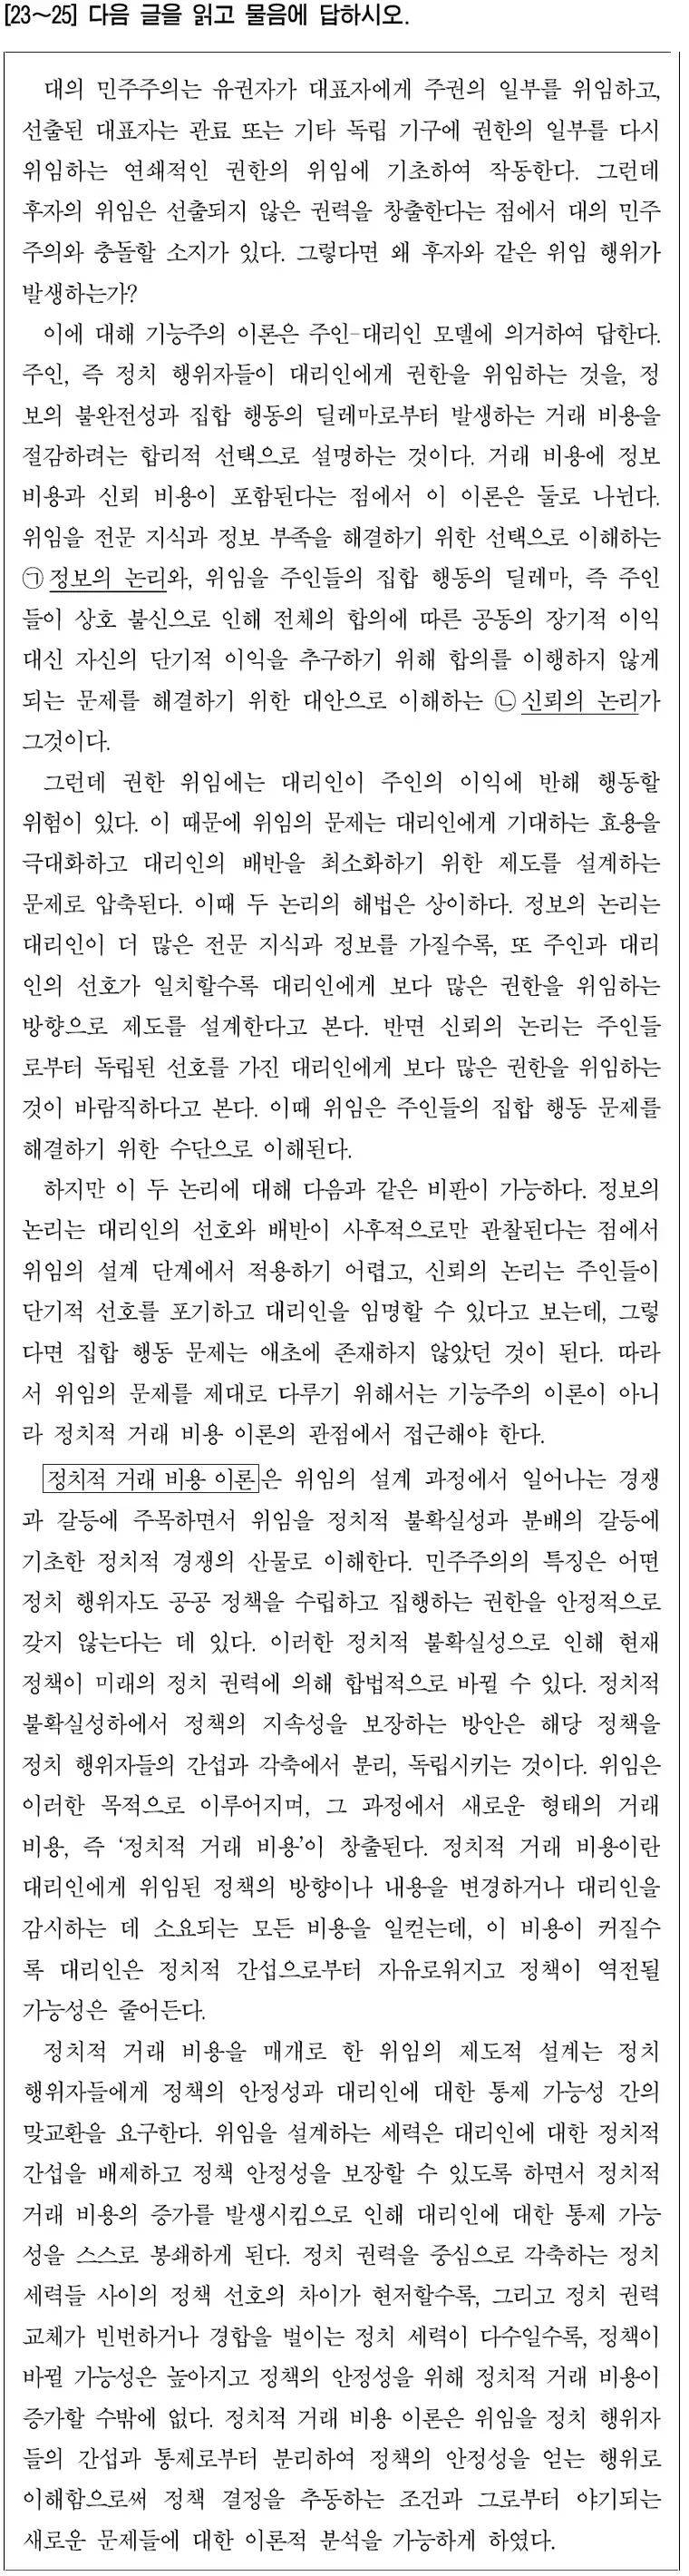 [23~25] 다음 글을 읽고 물음에 답하시오.
대의 민주주의는 유권자가 대표자에게 주권의 일부를 위임하고,
선출된 대표자는 관료 또는 기타 독립 기구에 권한의 일부를 다시
위임하는 연쇄적인 권한의 위임에 기초하여 작동한다. 그런데
후자의 위임은 선출되지 않은 권력을 창출한다는 점에서 대의 민주
주의와 충돌할 소지가 있다. 그렇다면 왜 후자와 같은 위임 행위가
발생하는가?
이에 대해 기능주의 이론은 주인-대리인 모델에 의거하여 답한다.
주인, 즉 정치 행위자들이 대리인에게 권한을 위임하는 것을, 정
보의 불완전성과 집합 행동의 딜레마로부터 발생하는 거래 비용을
절감하려는 합리적 선택으로 설명하는 것이다. 거래 비용에 정보
비용과 신뢰 비용이 포함된다는 점에서 이 이론은 둘로 나뉜다.
위임을 전문 지식과 정보 부족을 해결하기 위한 선택으로 이해하는
㉠ 정보의 논리와, 위임을 주인들의 집합 행동의 딜레마, 즉 주인
들이 상호 불신으로 인해 전체의 합의에 따른 공동의 장기적 이익
대신 자신의 단기적 이익을 추구하기 위해 합의를 이행하지 않게
되는 문제를 해결하기 위한 대안으로 이해하는 ㉡ 신뢰의 논리가
그것이다.
그런데 권한 위임에는 대리인이 주인의 이익에 반해 행동할
위험이 있다. 이 때문에 위임의 문제는 대리인에게 기대하는 효용을
극대화하고 대리인의 배반을 최소화하기 위한 제도를 설계하는
문제로 압축된다. 이때 두 논리의 해법은 상이하다. 정보의 논리는
대리인이 더 많은 전문 지식과 정보를 가질수록, 또 주인과 대리
인의 선호가 일치할수록 대리인에게 보다 많은 권한을 위임하는
방향으로 제도를 설계한다고 본다. 반면 신뢰의 논리는 주인들
로부터 독립된 선호를 가진 대리인에게 보다 많은 권한을 위임하는
것이 바람직하다고 본다. 이때 위임은 주인들의 집합 행동 문제를
해결하기 위한 수단으로 이해된다.
하지만 이 두 논리에 대해 다음과 같은 비판이 가능하다. 정보의
논리는 대리인의 선호와 배반이 사후적으로만 관찰된다는 점에서
위임의 설계 단계에서 적용하기 어렵고, 신뢰의 논리는 주인들이
단기적 선호를 포기하고 대리인을 임명할 수 있다고 보는데, 그렇
다면 집합 행동 문제는 애초에 존재하지 않았던 것이 된다. 따라
서 위임의 문제를 제대로 다루기 위해서는 기능주의 이론이 아니
라 정치적 거래 비용 이론의 관점에서 접근해야 한다.
정치적 거래 비용 이론은 위임의 설계 과정에서 일어나는 경쟁
과 갈등에 주목하면서 위임을 정치적 불확실성과 분배의 갈등에
기초한 정치적 경쟁의 산물로 이해한다. 민주주의의 특징은 어떤
정치 행위자도 공공 정책을 수립하고 집행하는 권한을 안정적으로
갖지 않는다는 데 있다. 이러한 정치적 불확실성으로 인해 현재
정책이 미래의 정치 권력에 의해 합법적으로 바뀔 수 있다. 정치적
불확실성하에서 정책의 지속성을 보장하는 방안은 해당 정책을
정치 행위자들의 간섭과 각축에서 분리, 독립시키는 것이다. 위임은
이러한 목적으로 이루어지며, 그 과정에서 새로운 형태의 거래
비용, 즉 ‘정치적 거래 비용’이 창출된다. 정치적 거래 비용이란
대리인에게 위임된 정책의 방향이나 내용을 변경하거나 대리인을
감시하는 데 소요되는 모든 비용을 일컫는데, 이 비용이 커질수
록 대리인은 정치적 간섭으로부터 자유로워지고 정책이 역전될
가능성은 줄어든다.
정치적 거래 비용을 매개로 한 위임의 제도적 설계는 정치
행위자들에게 정책의 안정성과 대리인에 대한 통제 가능성 간의
맞교환을 요구한다. 위임을 설계하는 세력은 대리인에 대한 정치적
간섭을 배제하고 정책 안정성을 보장할 수 있도록 하면서 정치적
거래 비용의 증가를 발생시킴으로 인해 대리인에 대한 통제 가능
성을 스스로 봉쇄하게 된다. 정치 권력을 중심으로 각축하는 정치
세력들 사이의 정책 선호의 차이가 현저할수록, 그리고 정치 권력
교체가 빈번하거나 경합을 벌이는 정치 세력이 다수일수록, 정책이
바뀔 가능성은 높아지고 정책의 안정성을 위해 정치적 거래 비용이
증가할 수밖에 없다. 정치적 거래 비용 이론은 위임을 정치 행위자
들의 간섭과 통제로부터 분리하여 정책의 안정성을 얻는 행위로
이해함으로써 정책 결정을 추동하는 조건과 그로부터 야기되는
새로운 문제들에 대한 이론적 분석을 가능하게 하였다.